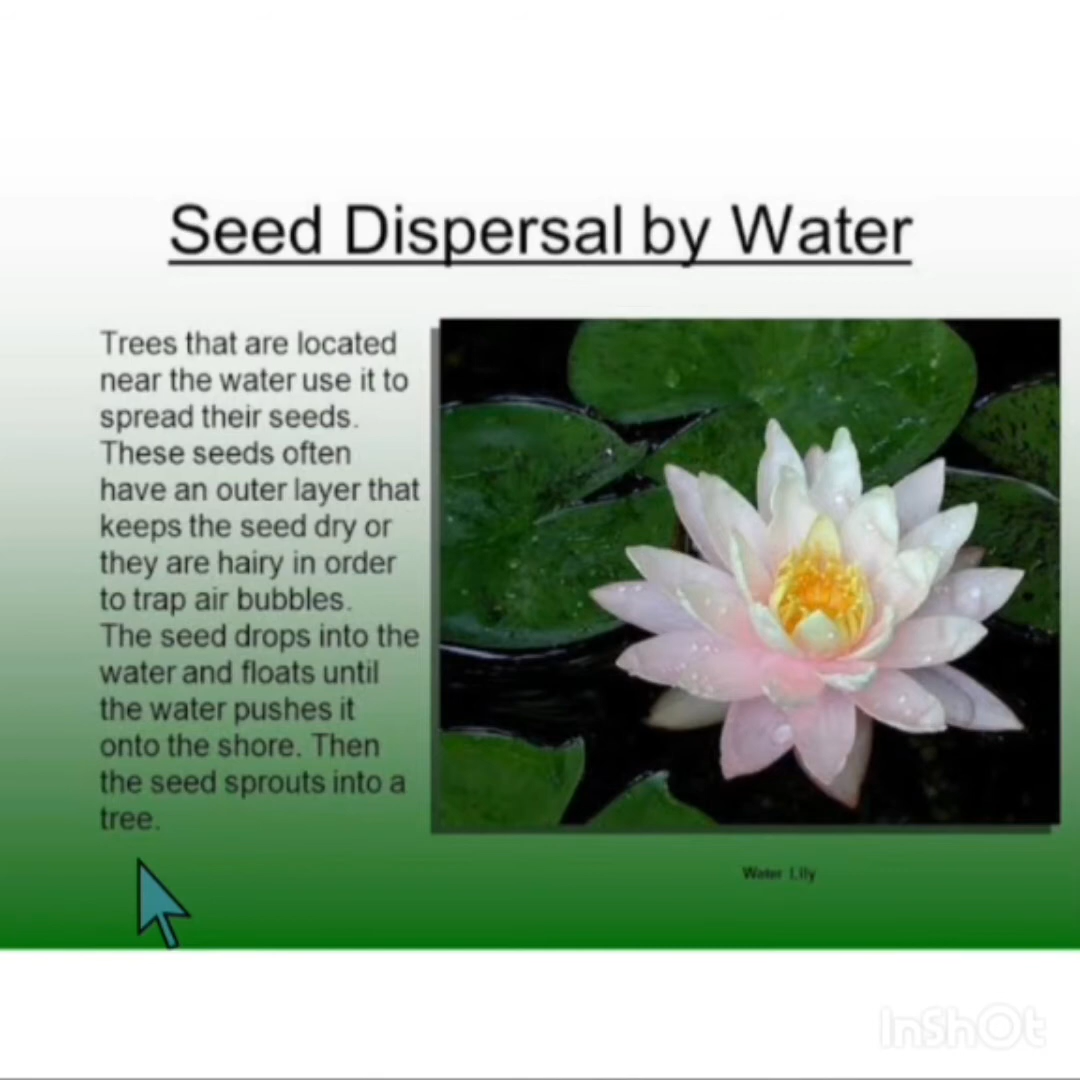 Seed Dispersal by Water
Trees that are located
near the water use it to
spread their seeds.
These seeds often
have an outer layer that
keeps the seed dry or
they are hairy in order
to trap air bubbles.
The seed drops into the
water and floats until
the water pushes it
onto the shore. Then
the seed sprouts into a
tree.
Water Lily
InShOt